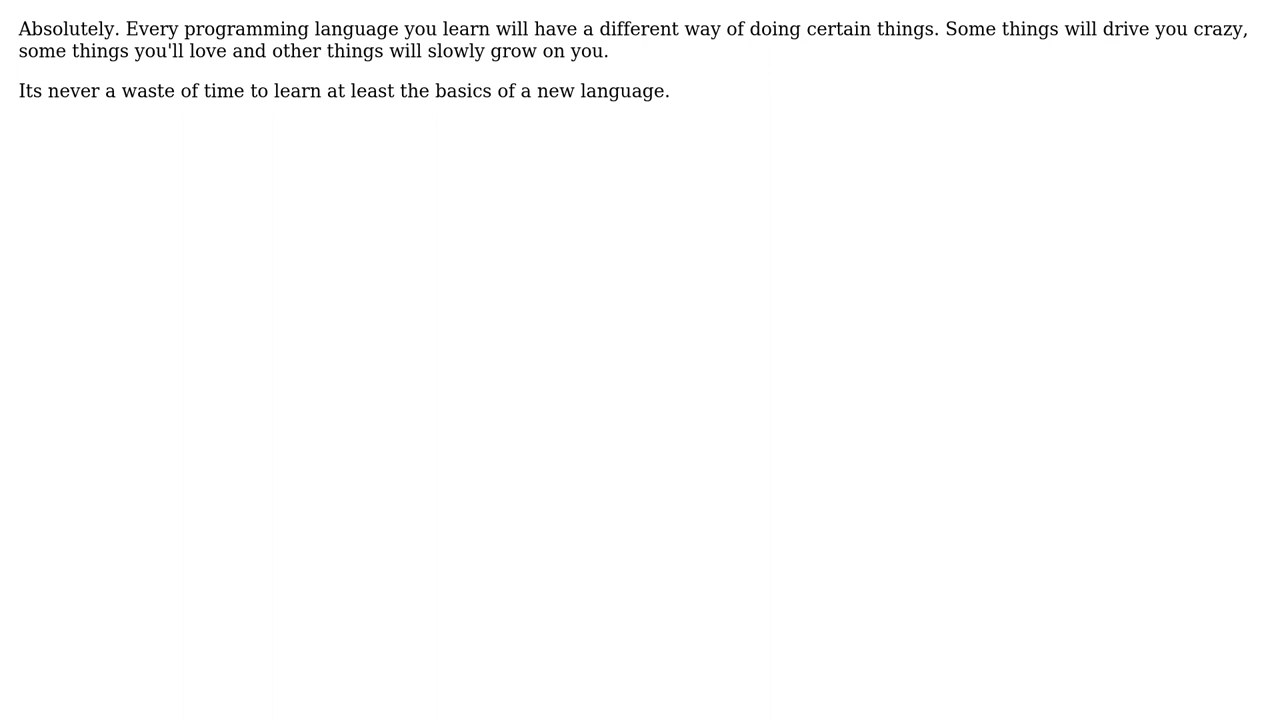 Absolutely. Every programming language you learn will have a different way of doing certain things. Some things will drive you crazy,
some things you'll love and other things will slowly grow on you.
Its never a waste of time to learn at least the basics of a new language.